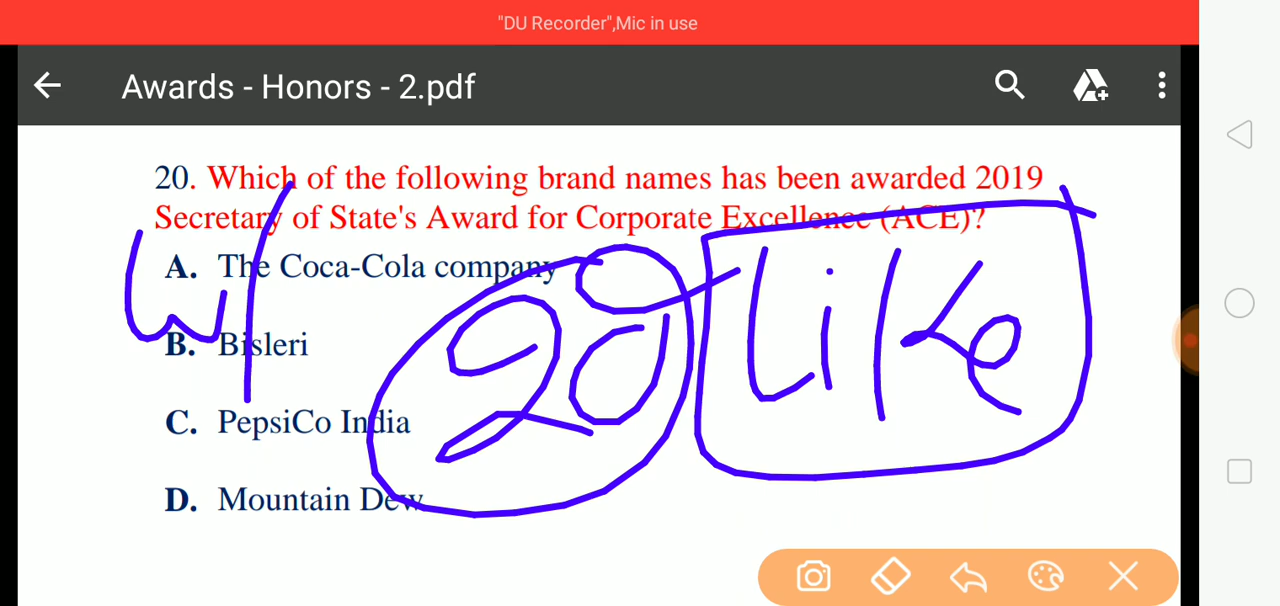 "DU Recorder",Mic in use
Awards - Honors - 2.pdf
20. Which of the following brand names has been awarded 2019
Secretary of State's Award for Corporate Excellence (ACE)?
A. The Coca-Cola company
B. Bisleri
C. PepsiCo India
D. Mountain Dew
20 Like